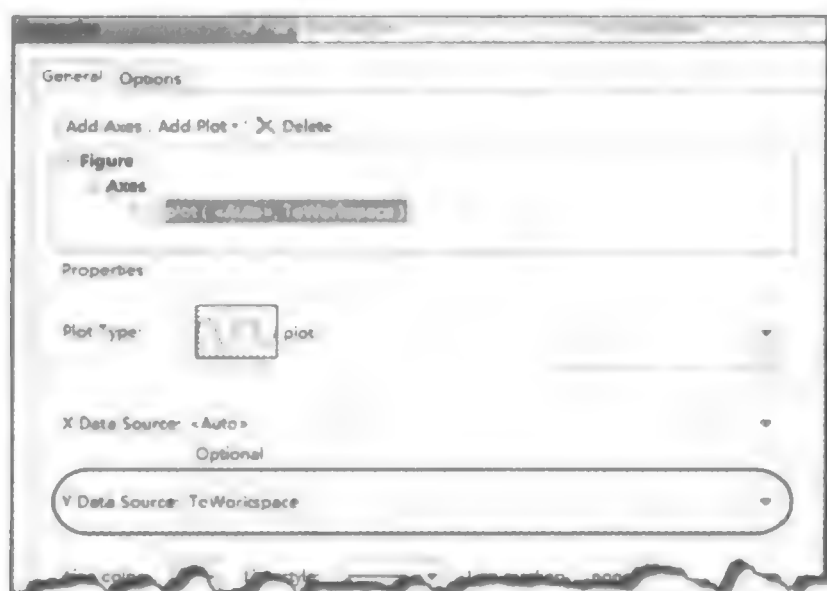 General Options
Add Axes Add Plot Delete
Figure
Axes
plot ( <Auto>, ToWorkspace )
Properties
Plot Type: plot
X Data Source: <Auto>
Optional
Y Data Source: ToWorkspace